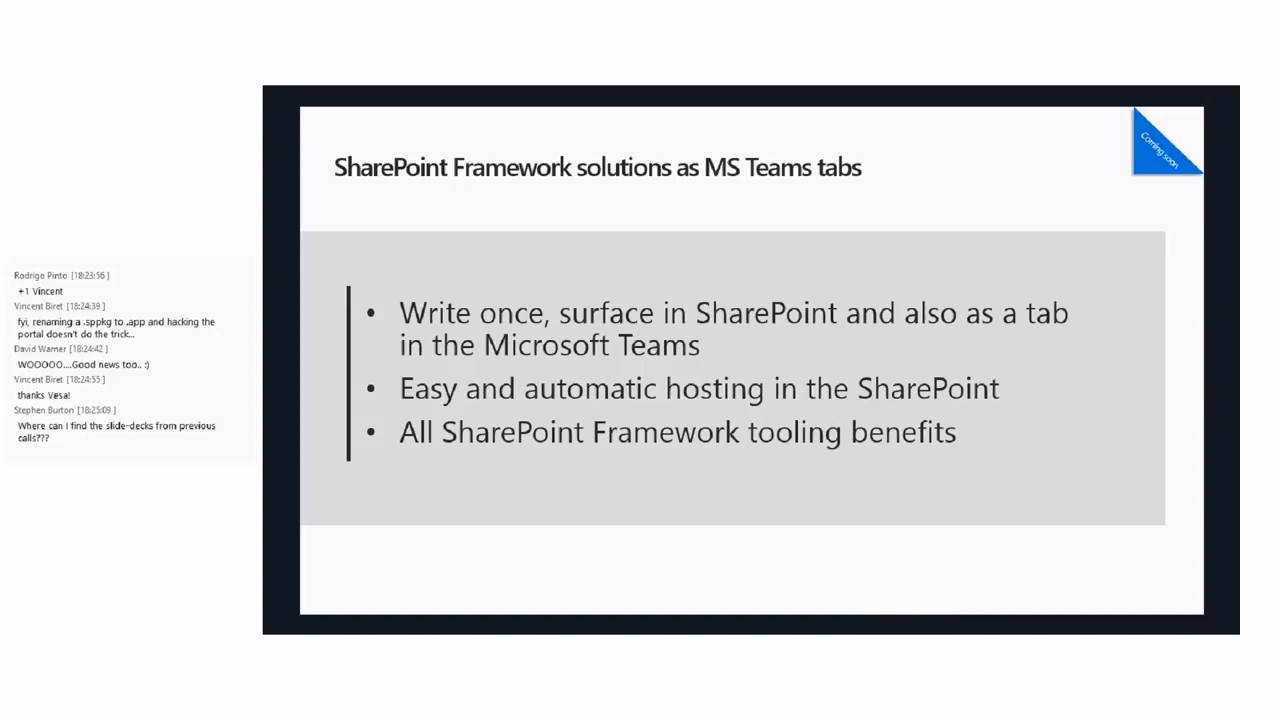 Rodrigo Pinto [18:23:56 ]
+1 Vincent
Vincent Biret [18:24:39 ]
fyi, renaming a .sppkg to .app and hacking the
portal doesn't do the trick...
David Warner [18:24:42 ]
WOOOOO....Good news too.. :)
Vincent Biret [18:24:55 ]
thanks Vesa!
Stephen Burton [18:25:09 ]
Where can I find the slide-decks from previous
calls???
SharePoint Framework solutions as MS Teams tabs
Coming soon
• Write once, surface in SharePoint and also as a tab
in the Microsoft Teams
• Easy and automatic hosting in the SharePoint
• All SharePoint Framework tooling benefits